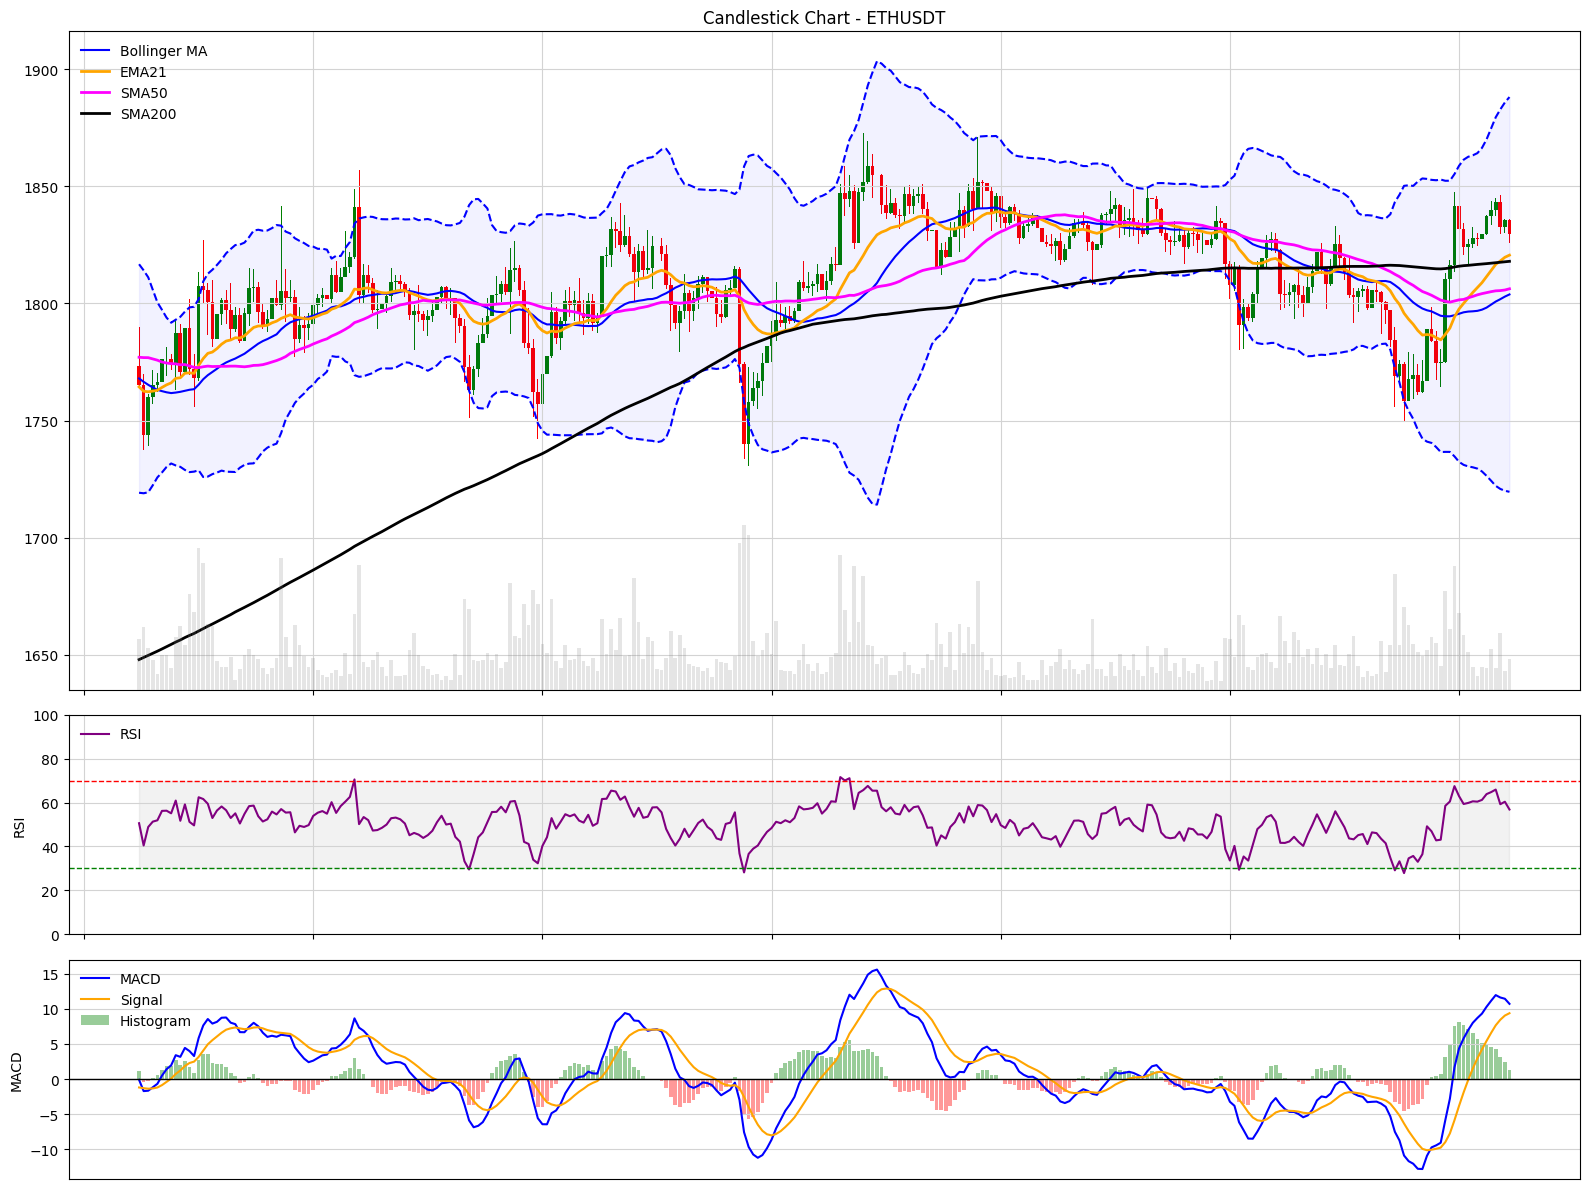 Candlestick Chart - ETHUSDT
Bollinger MA
EMA21
SMA50
SMA200
1900
1850
1800
1750
1700
1650
RSI
100
80
60
40
20
0
RSI
MACD
Signal
Histogram
15
10
5
0
−5
−10
MACD